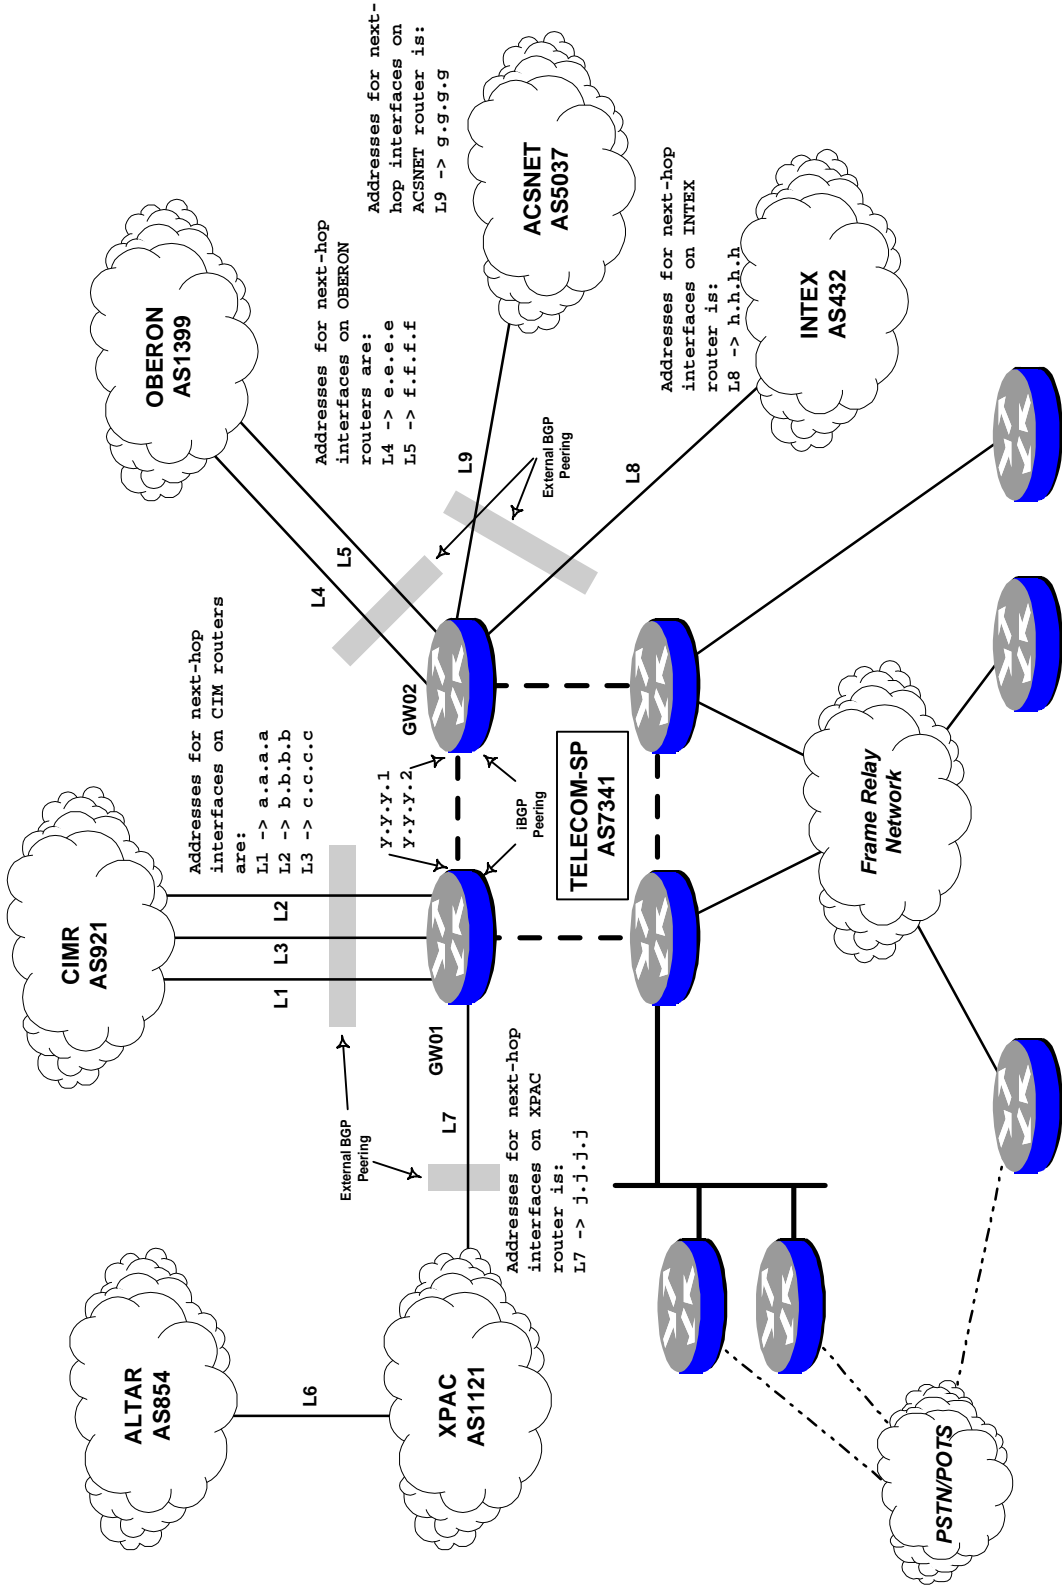 ALTAR
AS854
L6
XPAC
AS1121
PSTN/POTS
CIMR
AS921
Addresses for next-hop
interfaces on CIM routers
are:
L1 -> a.a.a.a
L2 -> b.b.b.b
L3 -> c.c.c.c
L1
L3
L2
External BGP
Peering
L7
GW01
Addresses for next-hop
interfaces on XPAC
router is:
L7 -> j.j.j.j
y.y.y.1
y.y.y.2
GW02
iBGP
Peering
TELECOM-SP
AS7341
Frame Relay
Network
OBERON
AS1399
L4
L5
Addresses for next-hop
interfaces on OBERON
routers are:
L4 -> e.e.e.e
L5 -> f.f.f.f
Addresses for next-
hop interfaces on
ACSNET router is:
L9 -> g.g.g.g
ACSNET
AS5037
L9
External BGP
Peering
L8
Addresses for next-hop
interfaces on INTEX
router is:
L8 -> h.h.h.h
INTEX
AS432